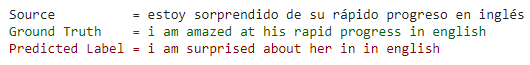 Source = estoy sorprendido de su rápido progreso en inglés
Ground Truth = i am amazed at his rapid progress in english
Predicted Label = i am surprised about her in in english